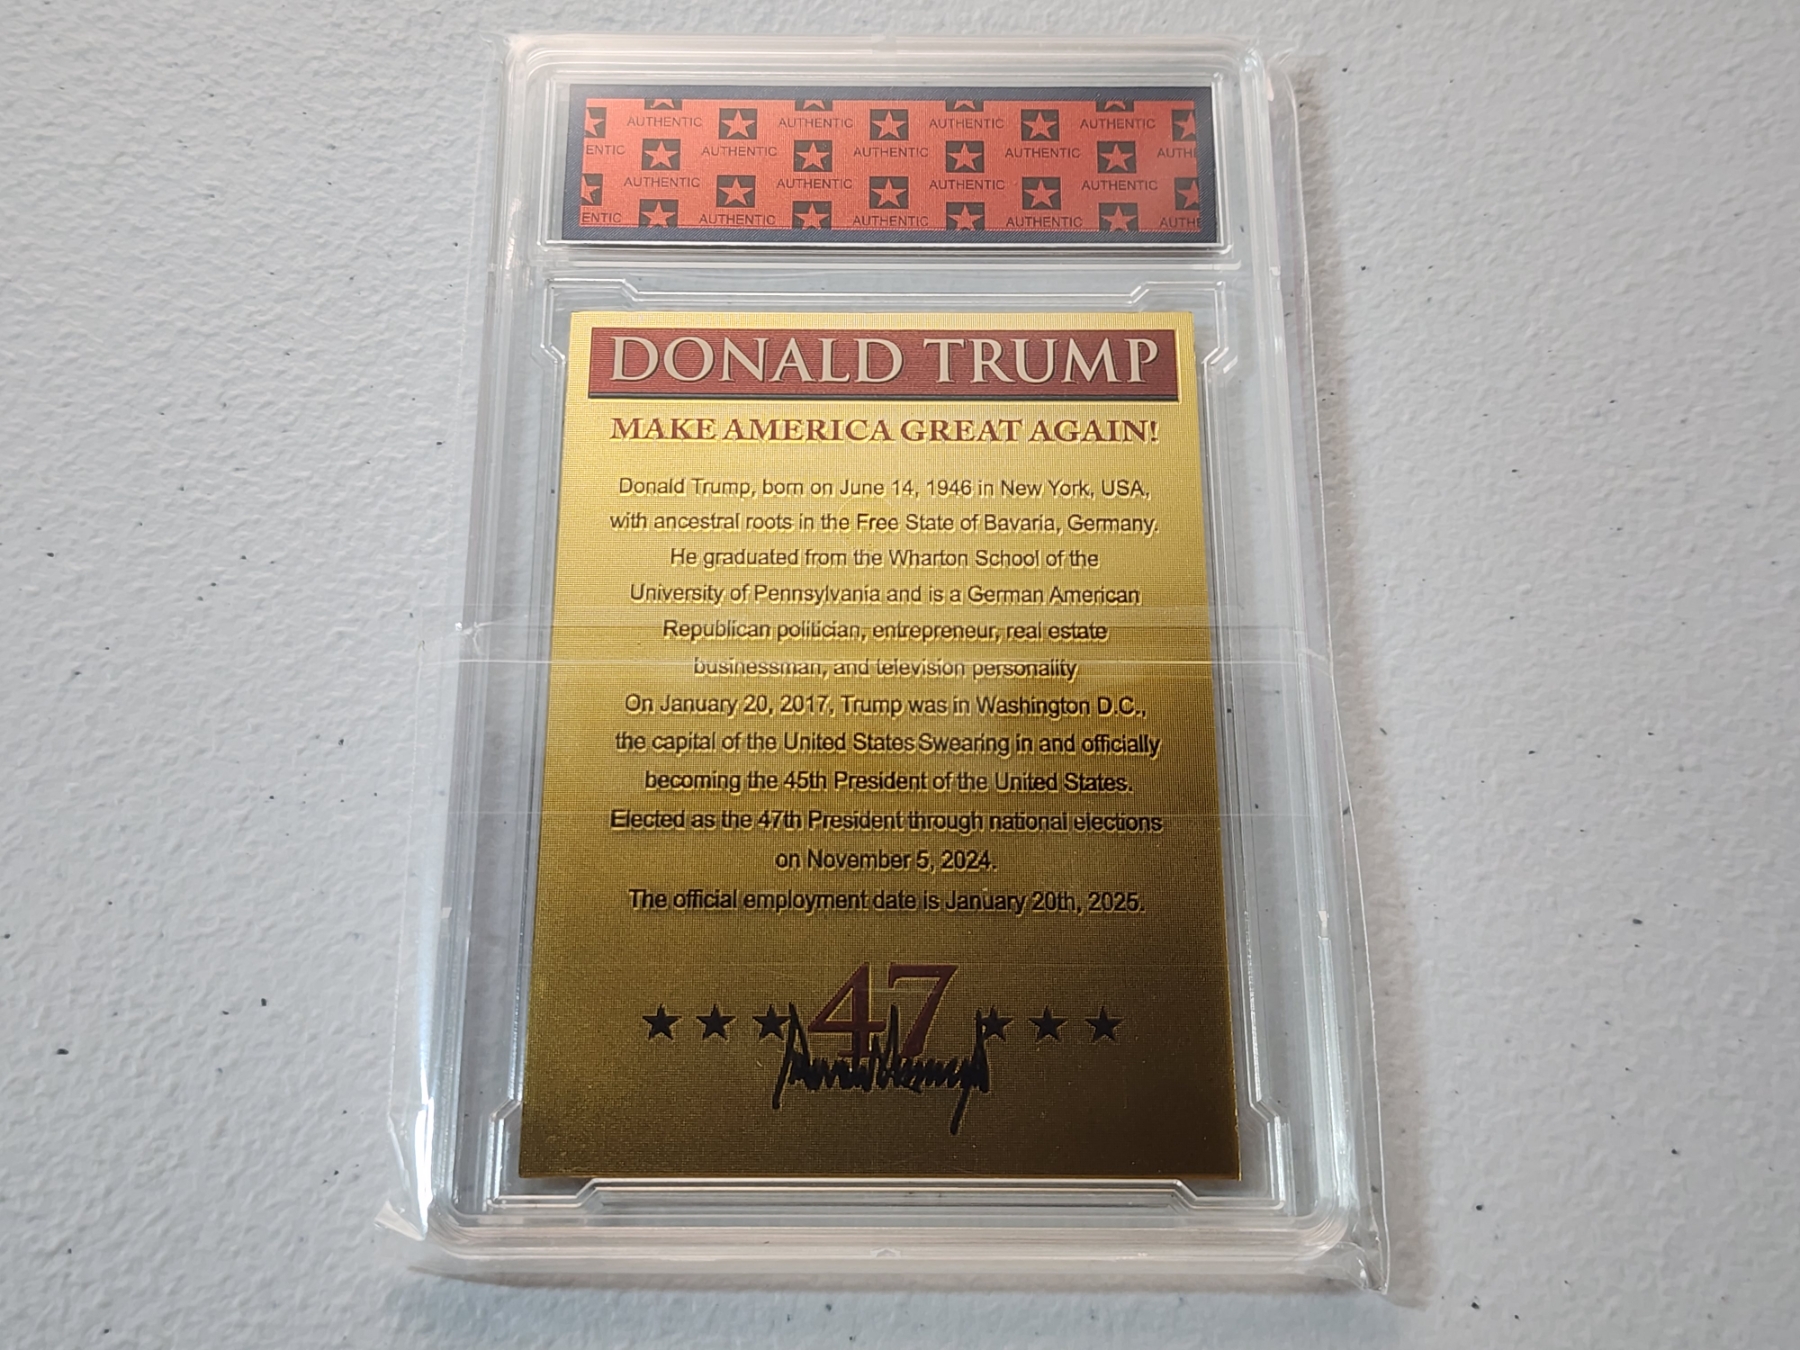 AUTHENTIC AUTHENTIC AUTHENTIC AUTHENTIC
ENTIC AUTHENTIC AUTHENTIC AUTHENTIC AUTH
AUTHENTIC AUTHENTIC AUTHENTIC AUTHENTIC
ENTIC AUTHENTIC AUTHENTIC AUTHENTIC AUTH
DONALD TRUMP
MAKE AMERICA GREAT AGAIN!
Donald Trump, born on June 14, 1946 in New York, USA,
with ancestral roots in the Free State of Bavaria, Germany.
He graduated from the Wharton School of the
University of Pennsylvania and is a German American
Republican politician, entrepreneur, real estate
businessman, and television personality
On January 20, 2017, Trump was in Washington D.C.,
the capital of the United States Swearing in and officially
becoming the 45th President of the United States.
Elected as the 47th President through national elections
on November 5, 2024.
The official employment date is January 20th, 2025.
47